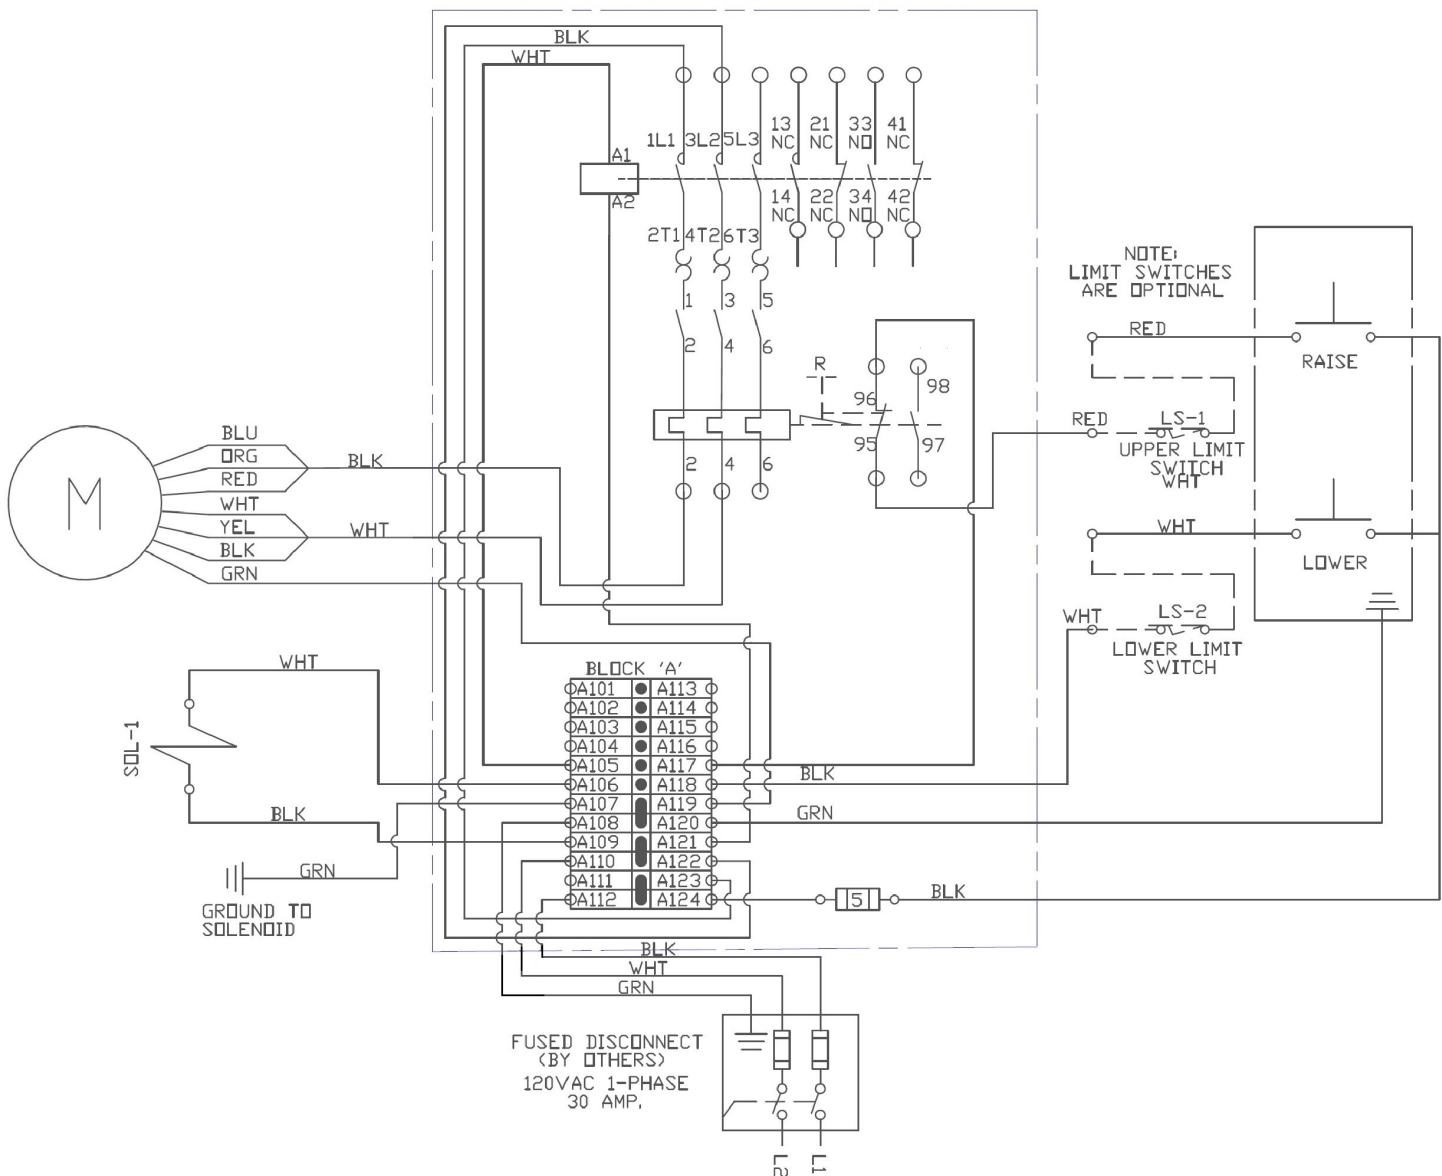 BLK
WHT
1L1 3L2 5L3
13 21 33 41
NC NC NO NC
A1
A2
14 22 34 42
NC NC NO NC
2T1 4T2 6T3
1 3 5
2 4 6
NOTE:
LIMIT SWITCHES
ARE OPTIONAL
RED
RAISE
R
96
98
95
97
RED
LS-1
UPPER LIMIT
SWITCH
WAT
BLU
ORG
RED
WHT
YEL
BLK
GRN
M
BLK
WHT
2 4 6
WHT
LOWER
WHT
LS-2
LOWER LIMIT
SWITCH
WHT
SOL-1
BLK
GRN
GROUND TO
SOLENOID
BLOCK 'A'
A101 A113
A102 A114
A103 A115
A104 A116
A105 A117
A106 A118
A107 A119
A108 A120
A109 A121
A110 A122
A111 A123
A112 A124
BLK
GRN
5
BLK
BLK
WHT
GRN
FUSED DISCONNECT
(BY OTHERS)
120VAC 1-PHASE
30 AMP.
L2 L1